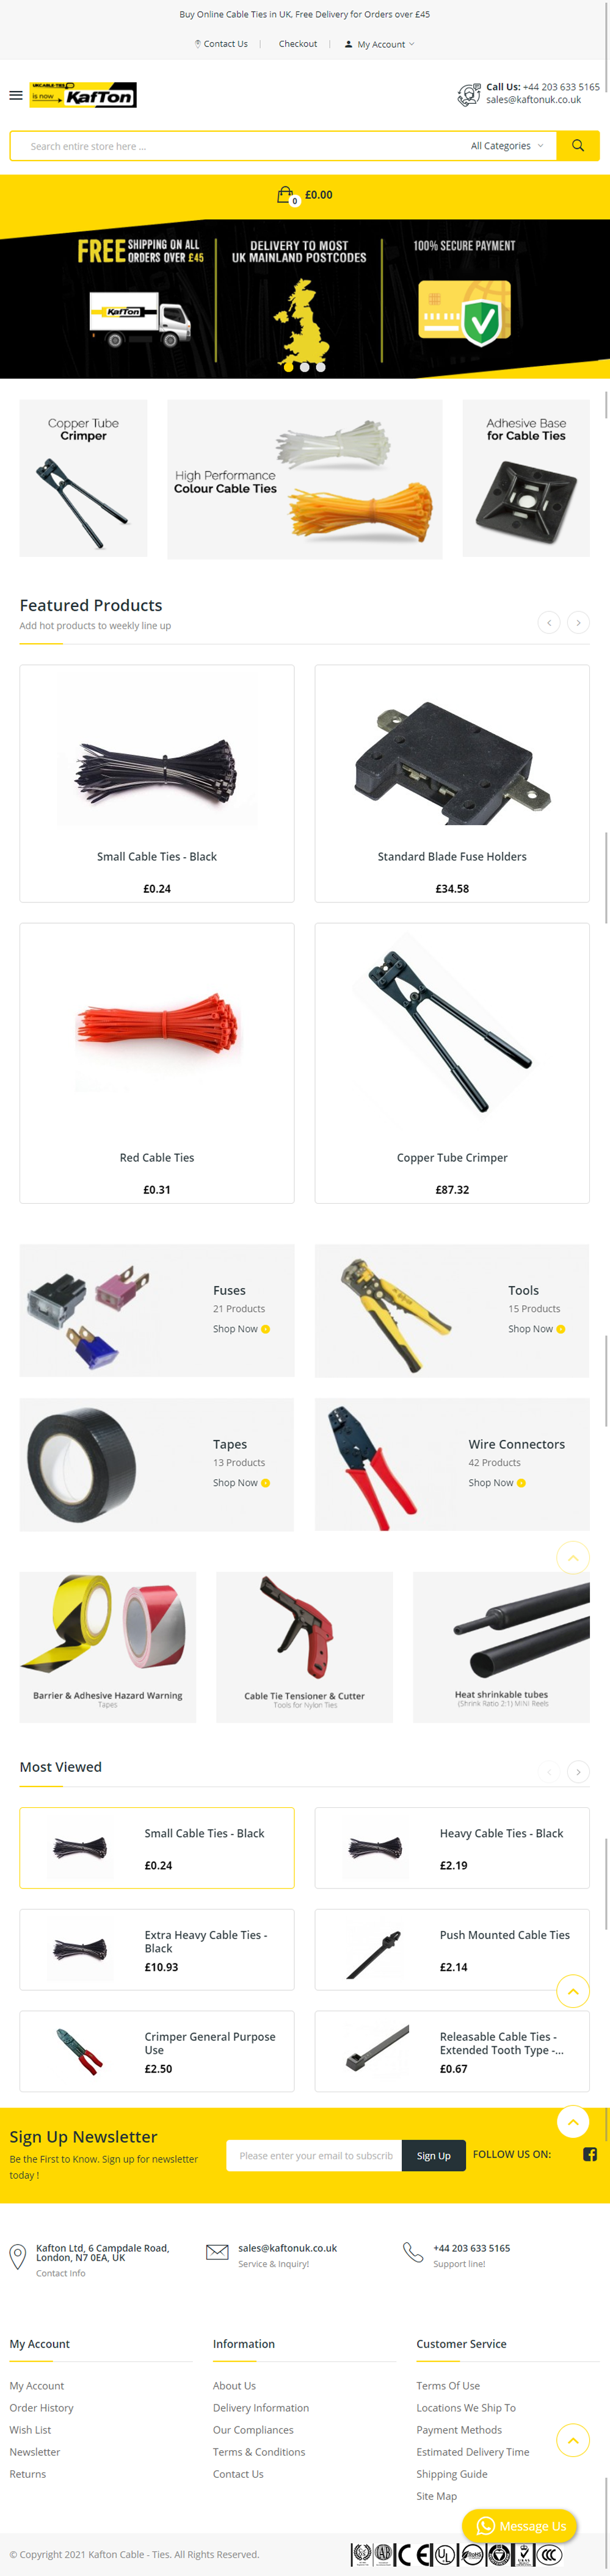 Buy Online Cable Ties in UK, Free Delivery for Orders over £45
Contact Us
Checkout
My Account
UKCABLE-TIES
is now
KafTon
Call Us: +44 203 633 5165
sales@kaftonuk.co.uk
Search entire store here ...
All Categories
0
£0.00
FREE SHIPPING ON ALL ORDERS OVER £45
DELIVERY TO MOST
UK MAINLAND POSTCODES
100% SECURE PAYMENT
KafTon
Copper Tube
Crimper
High Performance
Colour Cable Ties
Adhesive Base
for Cable Ties
Featured Products
Add hot products to weekly line up
Small Cable Ties - Black
£0.24
Standard Blade Fuse Holders
£34.58
Red Cable Ties
£0.31
Copper Tube Crimper
£87.32
Fuses
21 Products
Shop Now
Tools
15 Products
Shop Now
Tapes
13 Products
Shop Now
Wire Connectors
42 Products
Shop Now
Barrier & Adhesive Hazard Warning
Tapes
Cable Tie Tensioner & Cutter
Tools for Nylon Ties
Heat shrinkable tubes
(Shrink Ratio 2:1) MINI Reels
Most Viewed
Small Cable Ties - Black
£0.24
Heavy Cable Ties - Black
£2.19
Extra Heavy Cable Ties -
Black
£10.93
Push Mounted Cable Ties
£2.14
Crimper General Purpose
Use
£2.50
Releasable Cable Ties -
Extended Tooth Type -...
£0.67
Sign Up Newsletter
Be the First to Know. Sign up for newsletter
today !
Please enter your email to subscrib
Sign Up
FOLLOW US ON:
Kafton Ltd, 6 Campdale Road,
London, N7 0EA, UK
Contact Info
sales@kaftonuk.co.uk
Service & Inquiry!
+44 203 633 5165
Support line!
My Account
My Account
Order History
Wish List
Newsletter
Returns
Information
About Us
Delivery Information
Our Compliances
Terms & Conditions
Contact Us
Customer Service
Terms Of Use
Locations We Ship To
Payment Methods
Estimated Delivery Time
Shipping Guide
Site Map
Message Us
© Copyright 2021 Kafton Cable - Ties. All Rights Reserved.
CE